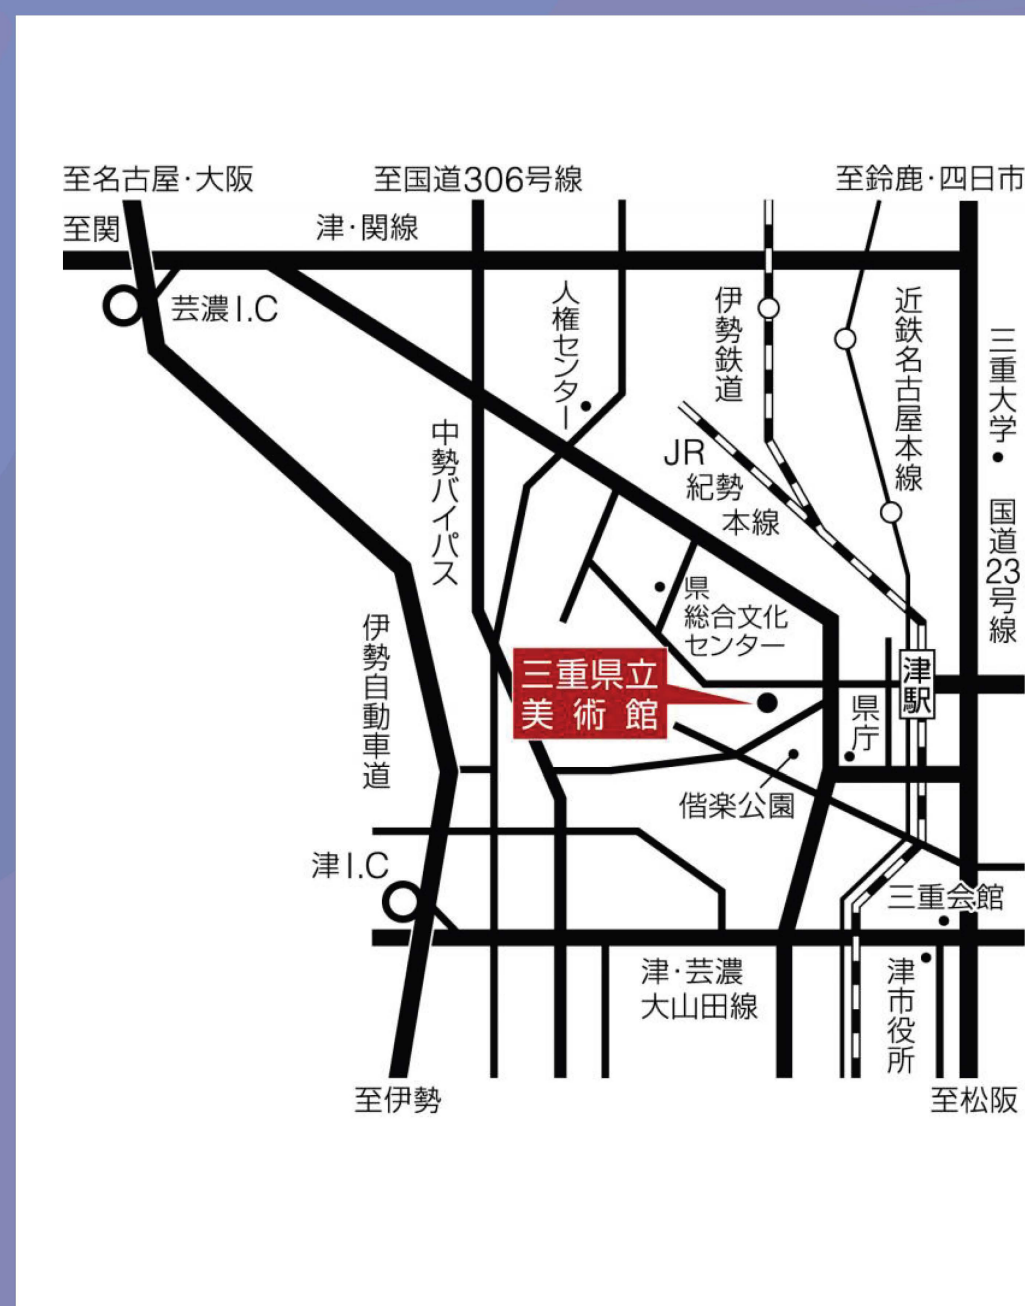 至名古屋・大阪
至国道306号線
至鈴鹿・四日市
至関
津・関線
芸濃I.C
人権センター
伊勢鉄道
近鉄名古屋本線
三重大学
中勢バイパス
JR
紀勢
本線
国道23号線
県
総合文化
センター
伊勢自動車道
三重県立
美術館
津駅
県庁
偕楽公園
津I.C
三重会館
津・芸濃
大山田線
津市役所
至伊勢
至松阪